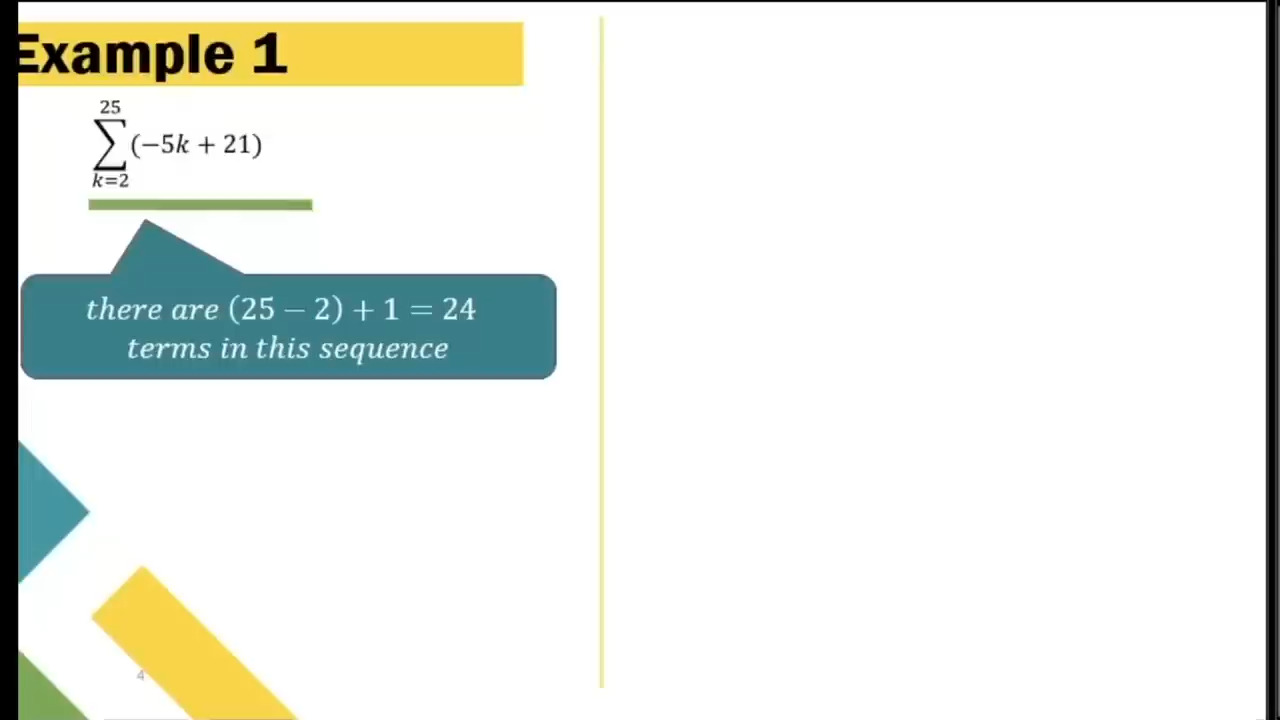 Example 1
25
∑(−5k + 21)
k=2
there are (25 − 2) + 1 = 24
terms in this sequence
4